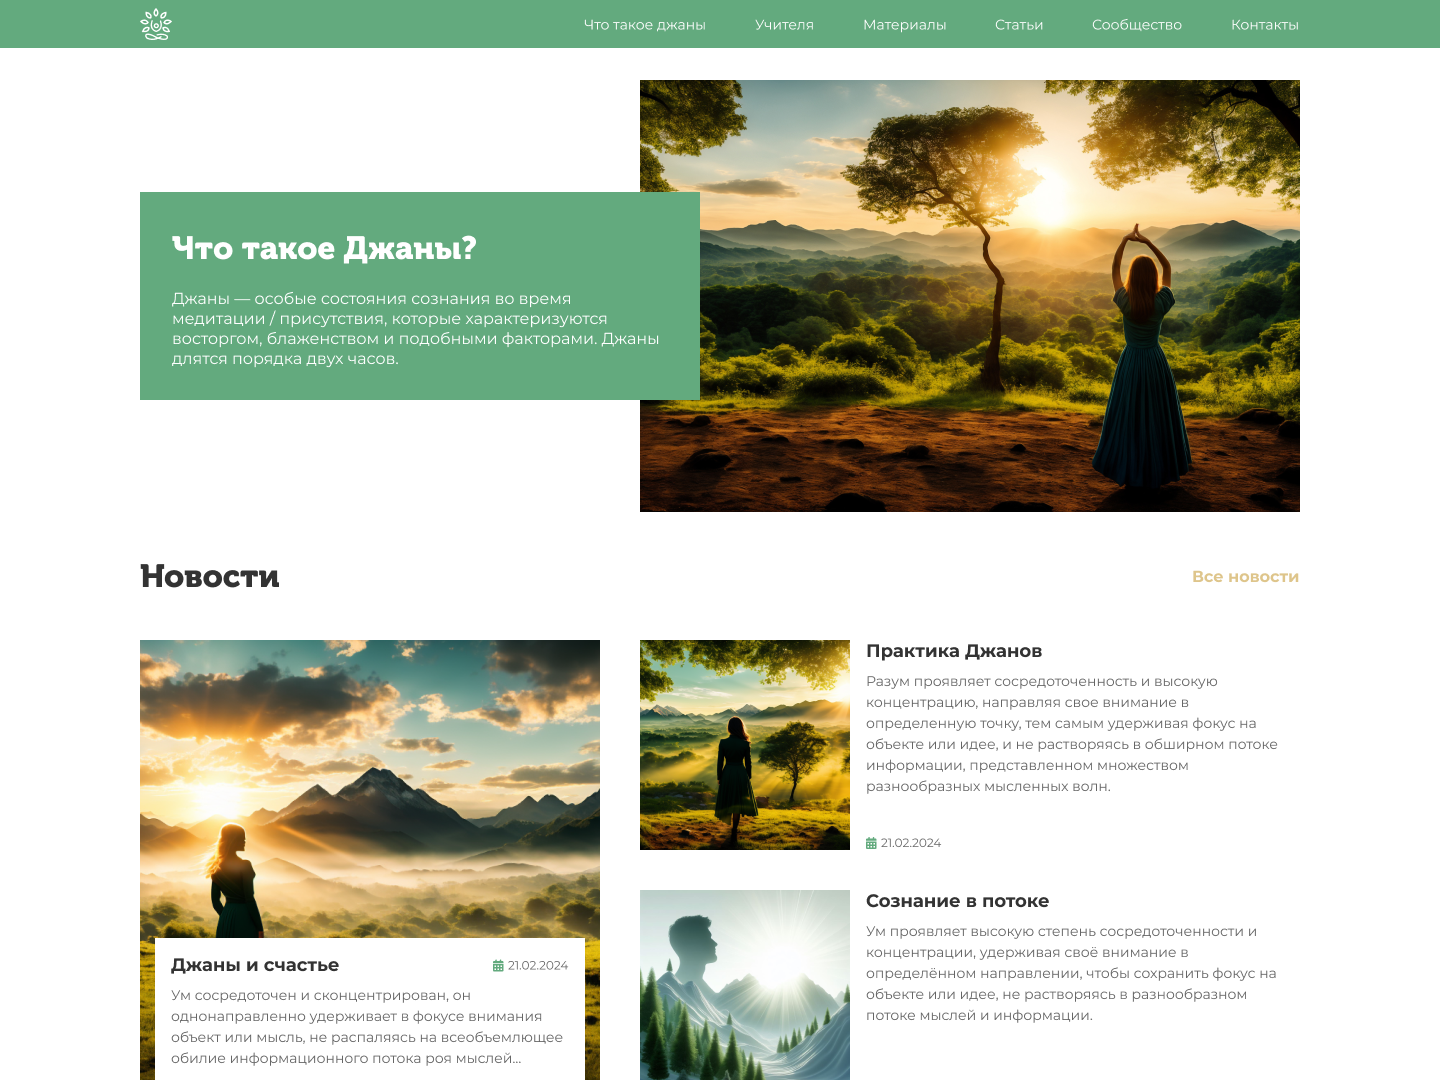 Что такое джаны
Учителя
Материалы
Статьи
Сообщество
Контакты
Что такое Джаны?
Джаны — особые состояния сознания во время
медитации / присутствия, которые характеризуются
восторгом, блаженством и подобными факторами. Джаны
длятся порядка двух часов.
Новости
Все новости
Джаны и счастье
21.02.2024
Ум сосредоточен и сконцентрирован, он
однонаправленно удерживает в фокусе внимания
объект или мысль, не распаляясь на всеобъемлющее
обилие информационного потока роя мыслей...
Практика Джанов
Разум проявляет сосредоточенность и высокую
концентрацию, направляя свое внимание в
определенную точку, тем самым удерживая фокус на
объекте или идее, и не растворяясь в обширном потоке
информации, представленном множеством
разнообразных мысленных волн.
21.02.2024
Сознание в потоке
Ум проявляет высокую степень сосредоточенности и
концентрации, удерживая своё внимание в
определённом направлении, чтобы сохранить фокус на
объекте или идее, не растворяясь в разнообразном
потоке мыслей и информации.